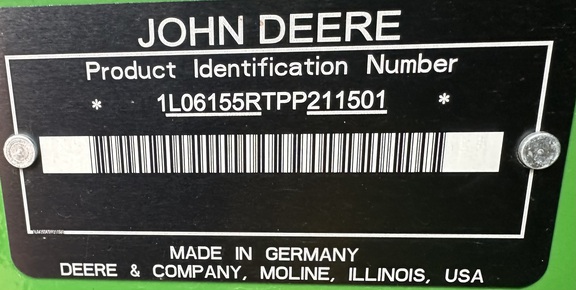 JOHN DEERE
Product Identification Number
* 1L06155RTPP211501 *
MADE IN GERMANY
DEERE & COMPANY, MOLINE, ILLINOIS, USA